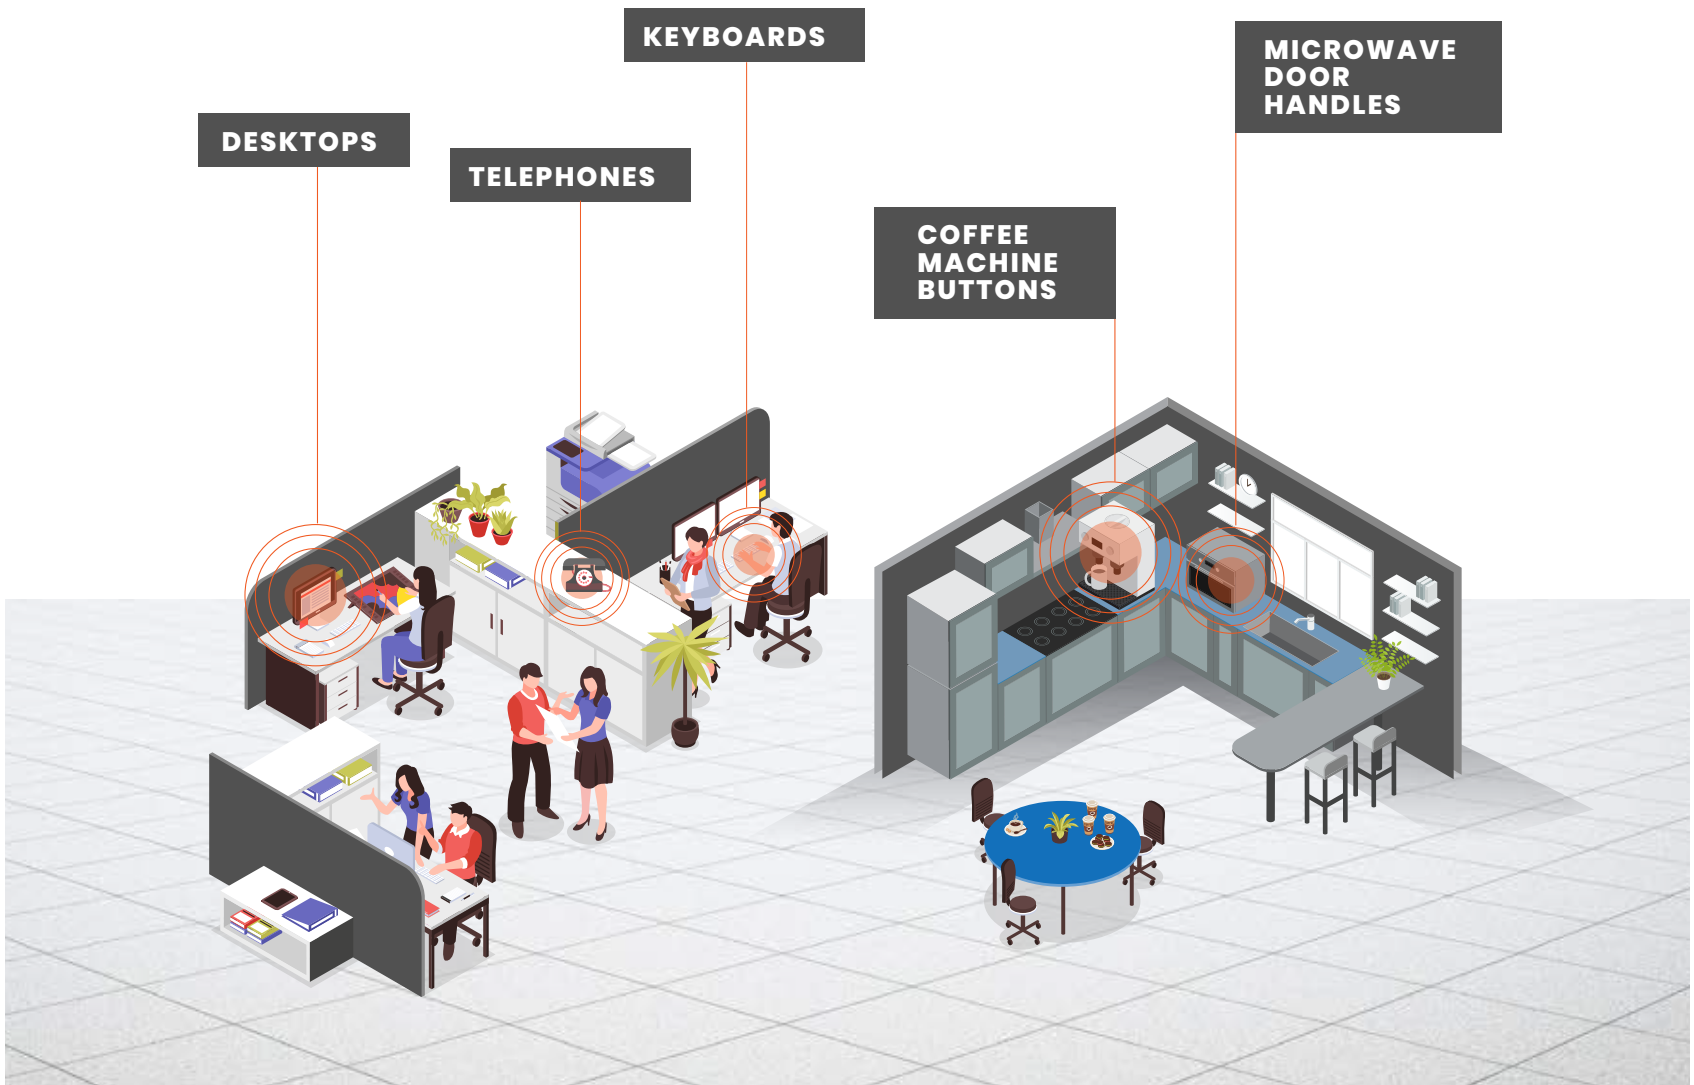 KEYBOARDS
MICROWAVE
DOOR
HANDLES
DESKTOPS
TELEPHONES
COFFEE
MACHINE
BUTTONS